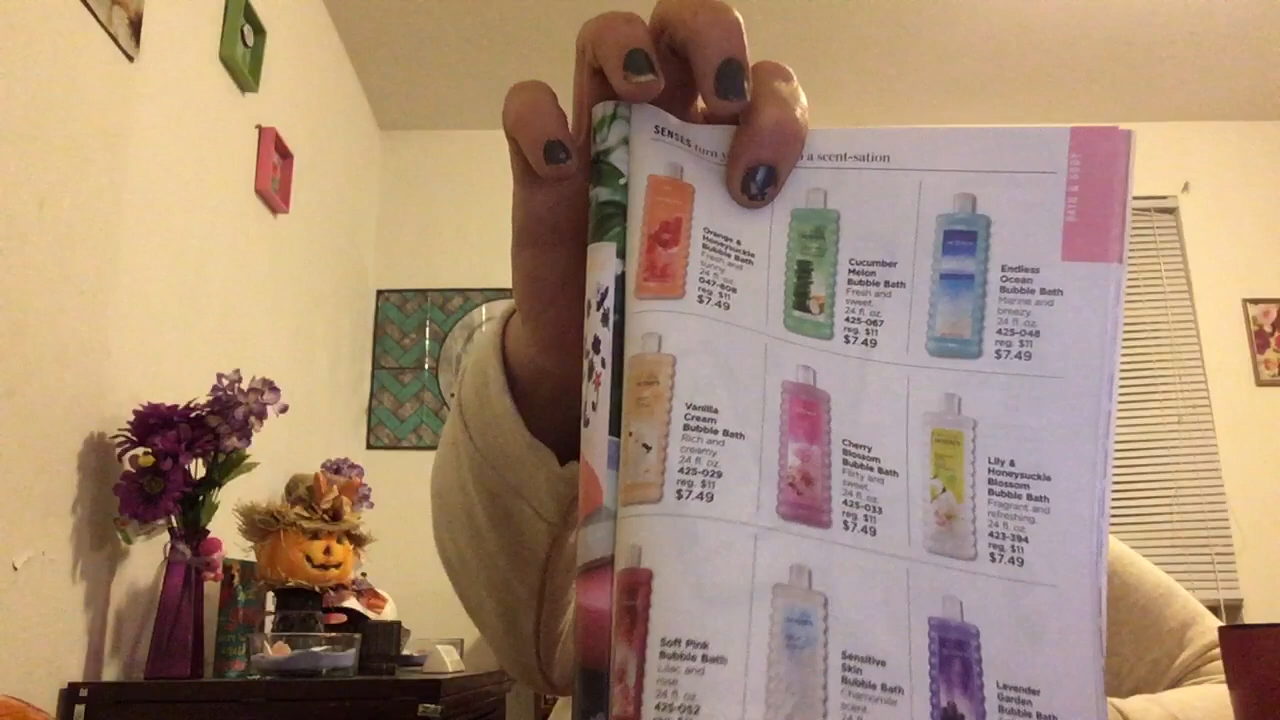 SENSES turn
a scent-sation
BATH & BODY
Orange &
Honeysuckle
Bubble Bath
Fresh and
sunny.
24 fl. oz.
047-808
reg. $11
$7.49
Cucumber
Melon
Bubble Bath
Fresh and
sweet.
24 fl. oz.
425-067
reg. $11
$7.49
Endless
Ocean
Bubble Bath
Marine and
breezy.
24 fl. oz.
425-048
reg. $11
$7.49
Vanilla
Cream
Bubble Bath
Rich and
creamy.
24 fl. oz.
425-029
reg. $11
$7.49
Cherry
Blossom
Bubble Bath
Flirty and
sweet.
24 fl. oz.
425-033
reg. $11
$7.49
Lily &
Honeysuckle
Blossom
Bubble Bath
Fragrant and
refreshing.
24 fl. oz.
423-394
reg. $11
$7.49
Soft Pink
Bubble Bath
Lilac and
rose.
24 fl. oz.
425-052
Sensitive
Skin
Bubble Bath
Chamomile
scent.
24 fl.
Lavender
Garden
Bubble Bath